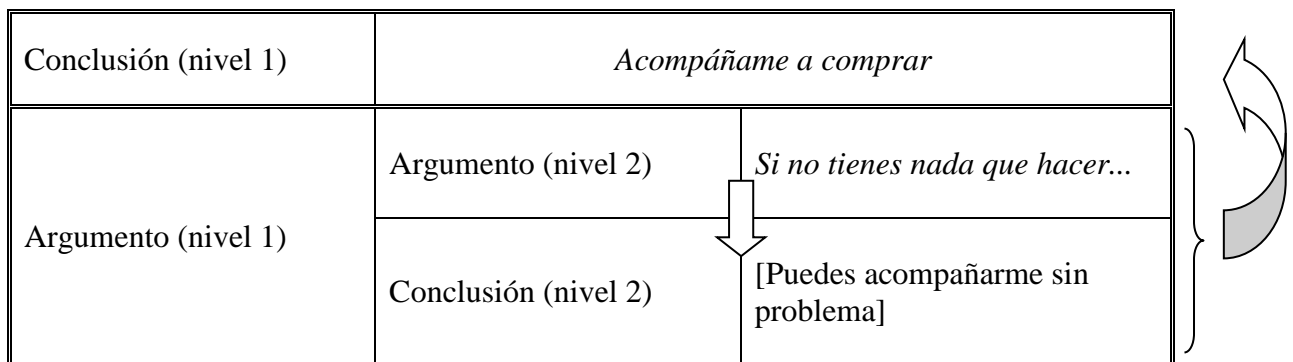 Conclusión (nivel 1)
Acompáñame a comprar
Argumento (nivel 1)
Argumento (nivel 2)
Si no tienes nada que hacer...
Conclusión (nivel 2)
[Puedes acompañarme sin
problema]